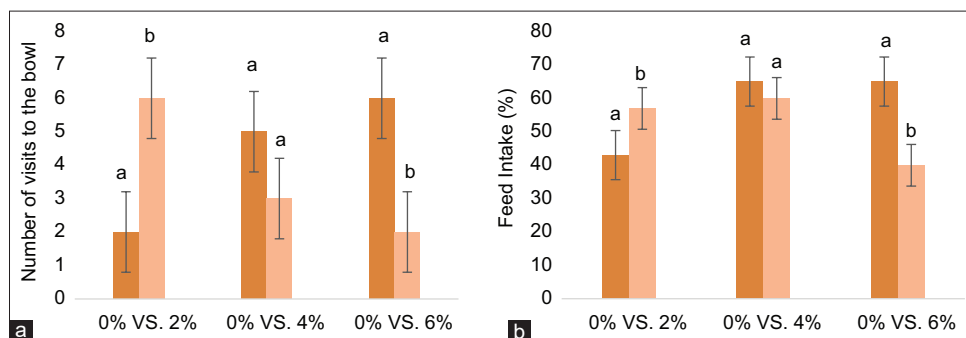 Number of visits to the bowl
8
7
6
5
4
3
2
1
0
a
b
a
a
a
b
0% VS. 2%
0% VS. 4%
0% VS. 6%
a
Feed Intake (%)
80
70
60
50
40
30
20
10
0
a
b
a
a
a
b
0% VS. 2%
0% VS. 4%
0% VS. 6%
b